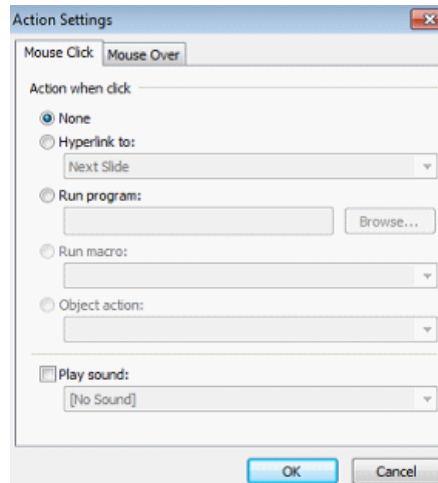 Action Settings
Mouse Click Mouse Over
Action when click
None
Hyperlink to:
Next Slide
Run program:
Browse...
Run macro:
Object action:
Play sound:
[No Sound]
OK Cancel